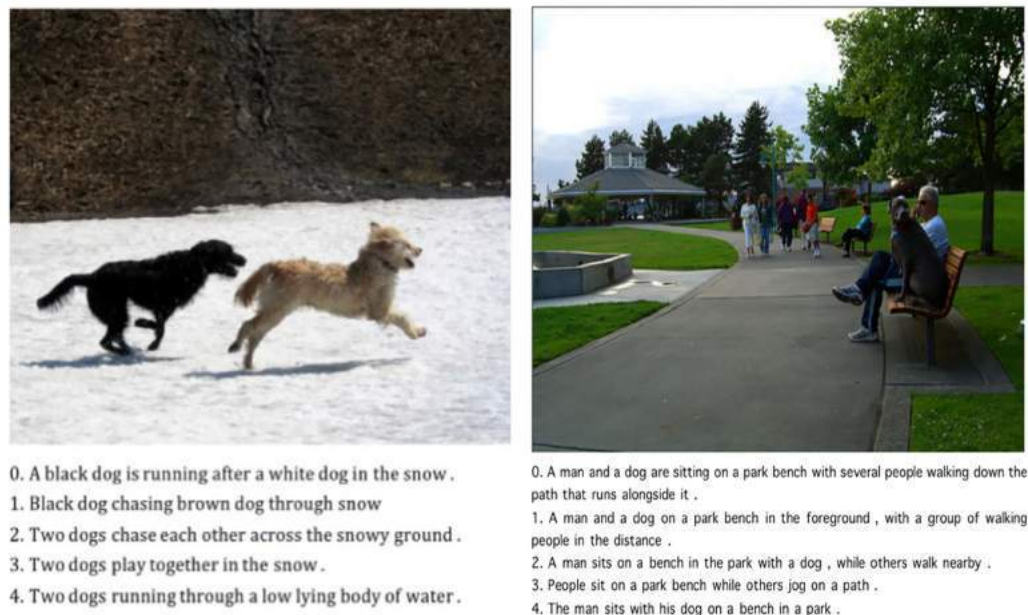 0. A black dog is running after a white dog in the snow .
1. Black dog chasing brown dog through snow
2. Two dogs chase each other across the snowy ground .
3. Two dogs play together in the snow .
4. Two dogs running through a low lying body of water .
0. A man and a dog are sitting on a park bench with several people walking down the
path that runs alongside it .
1. A man and a dog on a park bench in the foreground , with a group of walking
people in the distance .
2. A man sits on a bench in the park with a dog , while others walk nearby .
3. People sit on a park bench while others jog on a path .
4. The man sits with his dog on a bench in a park .